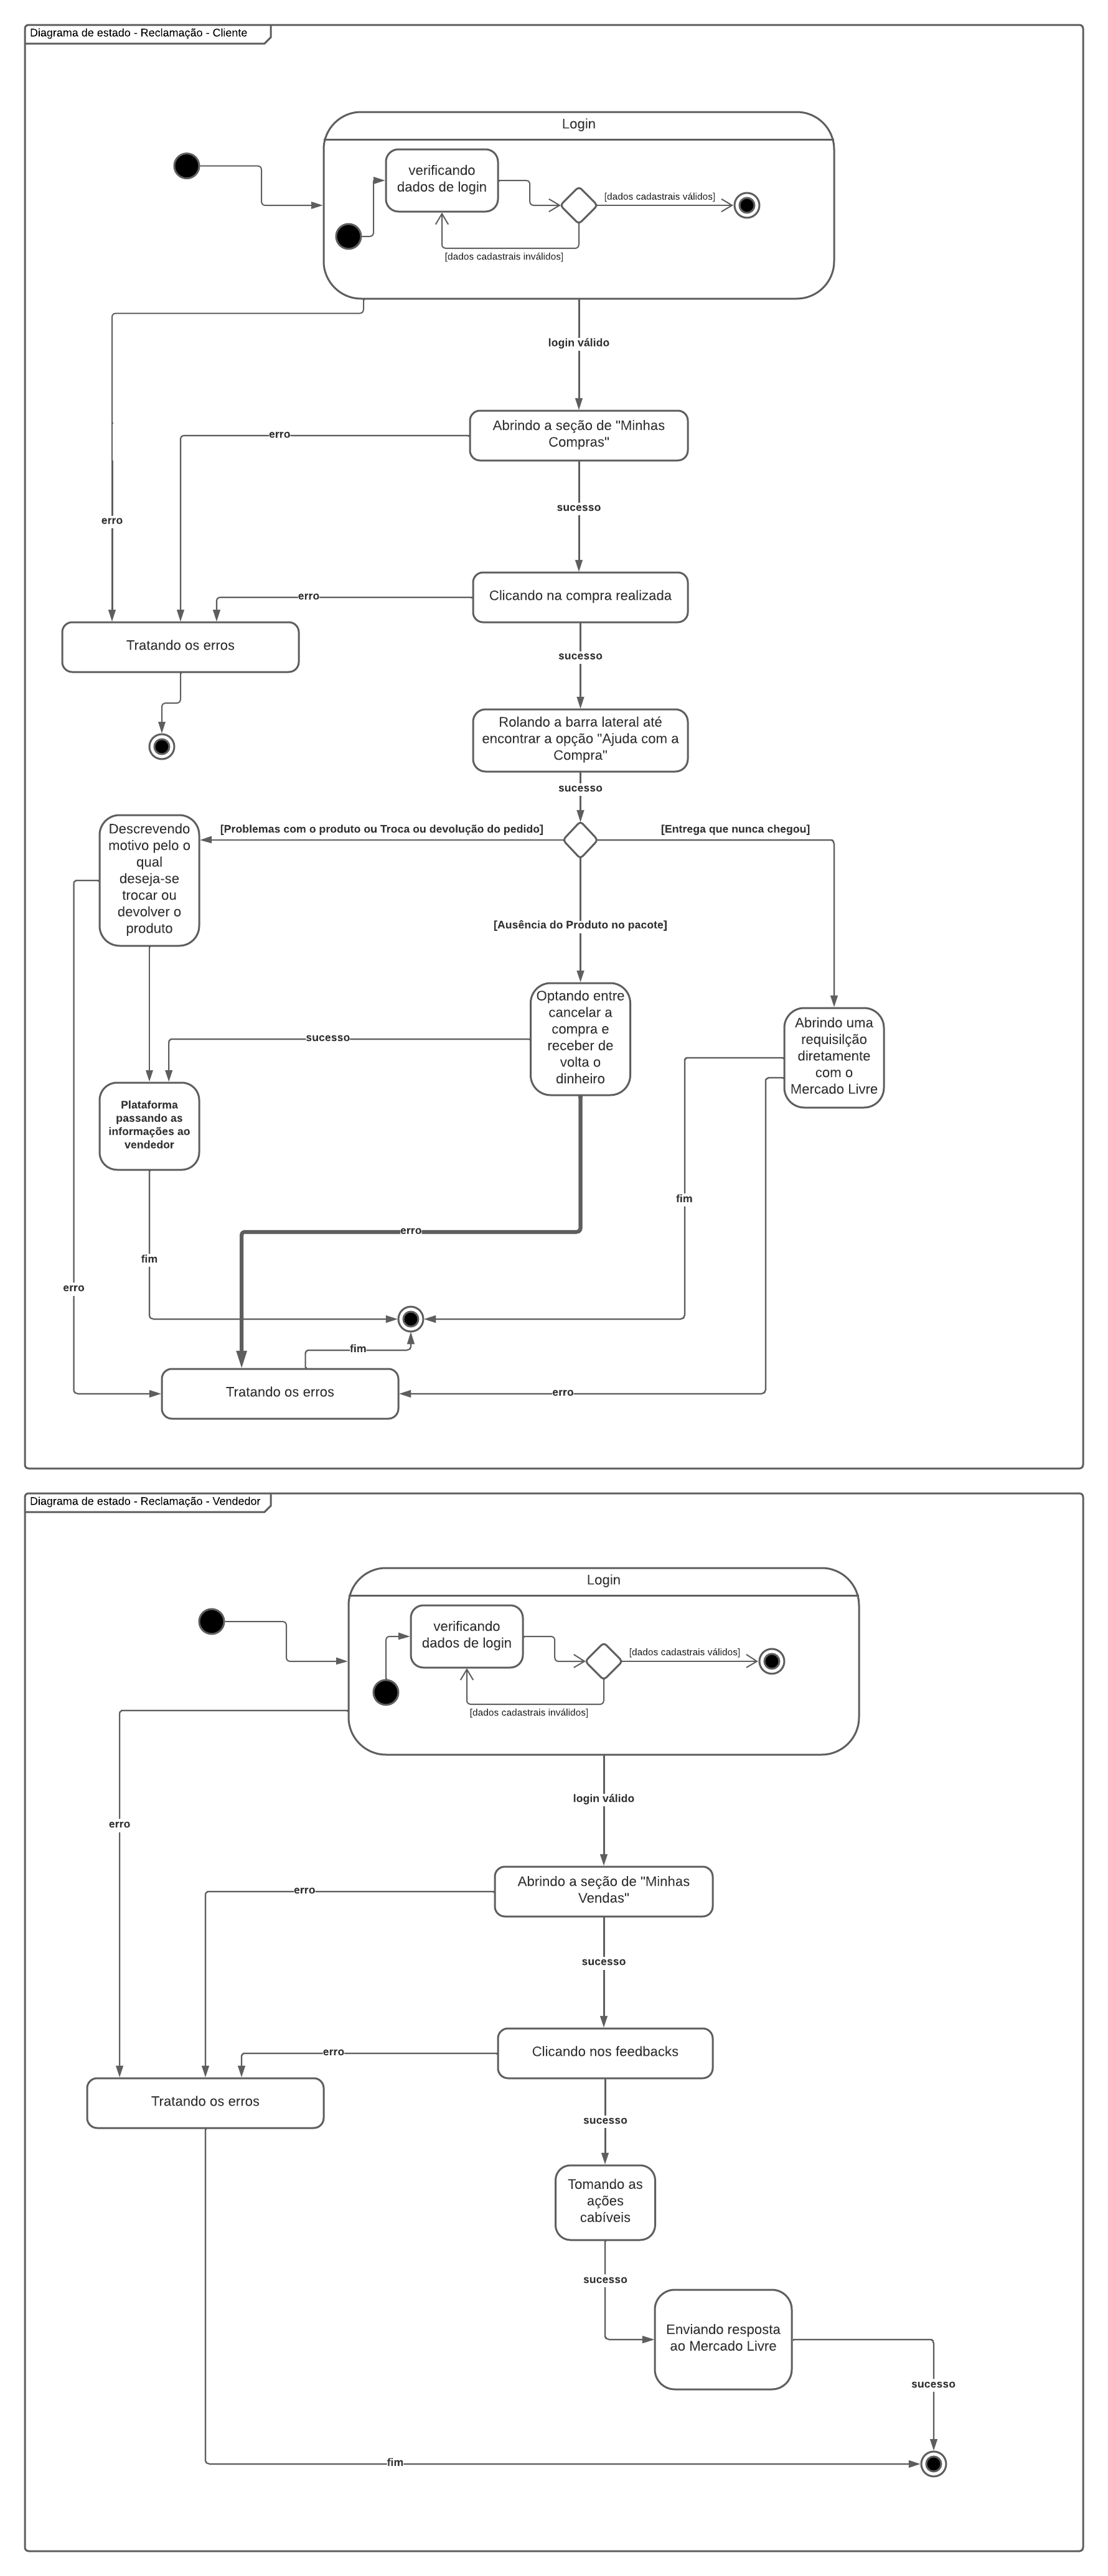 Diagrama de estado - Reclamação - Cliente
Login
verificando
dados de login
[dados cadastrais válidos]
[dados cadastrais inválidos]
login válido
Abrindo a seção de "Minhas
Compras"
erro
sucesso
erro
Clicando na compra realizada
erro
Tratando os erros
sucesso
Rolando a barra lateral até
encontrar a opção "Ajuda com a
Compra"
sucesso
[Problemas com o produto ou Troca ou devolução do pedido]
[Entrega que nunca chegou]
Descrevendo
motivo pelo o
qual
deseja-se
trocar ou
devolver o
produto
[Ausência do Produto no pacote]
Optando entre
cancelar a
compra e
receber de
volta o
dinheiro
Abrindo uma
requisilção
diretamente
com o
Mercado Livre
sucesso
Plataforma
passando as
informações ao
vendedor
fim
erro
fim
erro
fim
Tratando os erros
erro
Diagrama de estado - Reclamação - Vendedor
Login
verificando
dados de login
[dados cadastrais válidos]
[dados cadastrais inválidos]
login válido
erro
Abrindo a seção de "Minhas
Vendas"
erro
sucesso
Clicando nos feedbacks
erro
Tratando os erros
sucesso
Tomando as
ações
cabíveis
sucesso
Enviando resposta
ao Mercado Livre
sucesso
fim